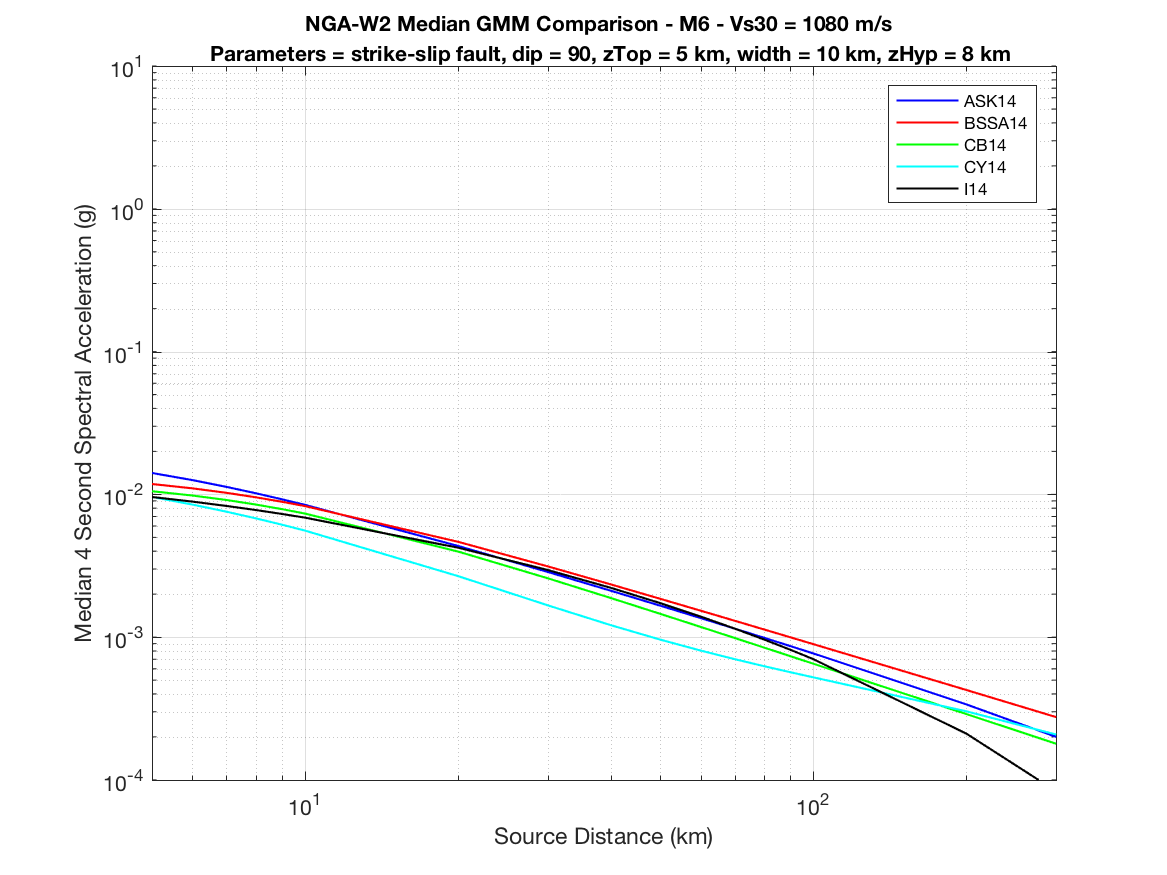 NGA-W2 Median GMM Comparison - M6 - Vs30 = 1080 m/s
Parameters = strike-slip fault, dip = 90, zTop = 5 km, width = 10 km, zHyp = 8 km
10^1
10^0
10^-1
10^-2
10^-3
10^-4
Median 4 Second Spectral Acceleration (g)
ASK14
BSSA14
CB14
CY14
I14
10^1
10^2
Source Distance (km)